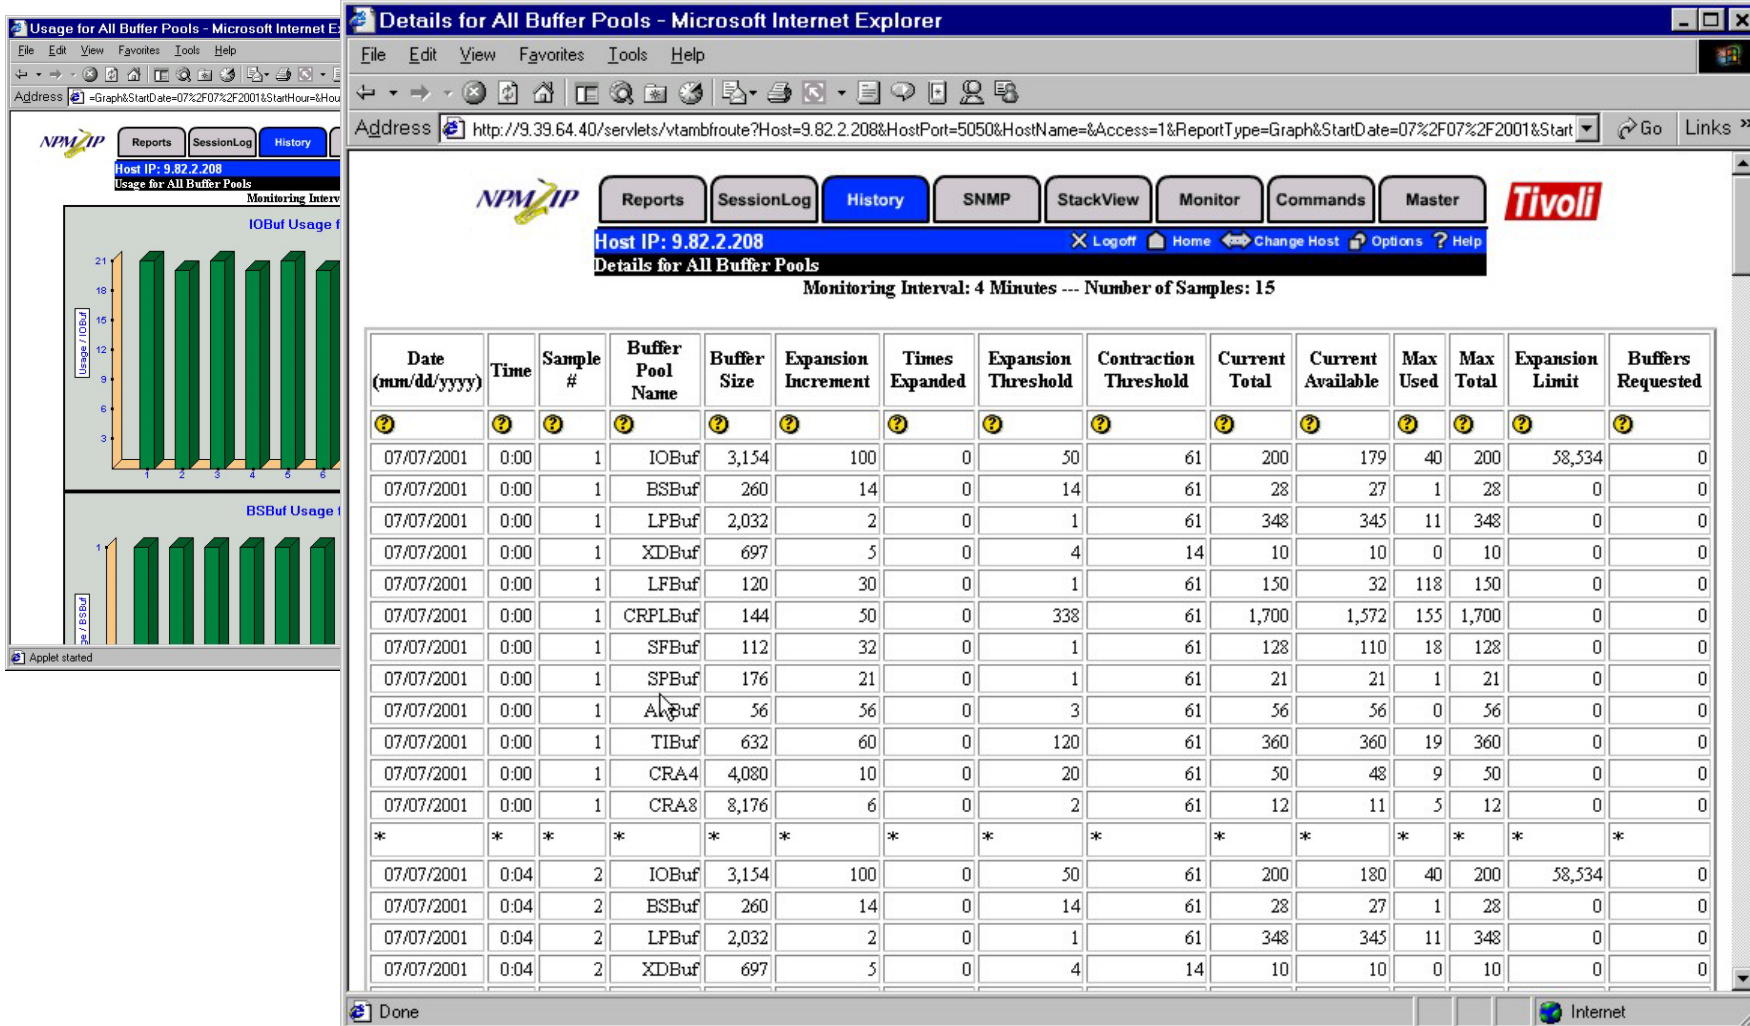 Usage for All Buffer Pools - Microsoft Internet E
File Edit View Favorites Tools Help
Address =Graph&StartDate=07%2F07%2F2001&StartHour=&Hou
NPM IP Reports SessionLog History
Host IP: 9.82.2.208
Usage for All Buffer Pools
Monitoring Interv
IOBuf Usage f
Usage / IOBuf
21
18
15
12
9
6
3
1 2 3 4 5 6
BSBuf Usage f
1
ge / BSBuf
Applet started
Details for All Buffer Pools - Microsoft Internet Explorer
File Edit View Favorites Tools Help
Address http://9.39.64.40/servlets/vtambfroute?Host=9.82.2.208&HostPort=5050&HostName=&Access=1&ReportType=Graph&StartDate=07%2F07%2F2001&Start Go Links »
NPM IP Reports SessionLog History SNMP StackView Monitor Commands Master Tivoli
Host IP: 9.82.2.208 Logoff Home Change Host Options ? Help
Details for All Buffer Pools
Monitoring Interval: 4 Minutes --- Number of Samples: 15
Date (mm/dd/yyyy) Time Sample # Buffer Pool Name Buffer Size Expansion Increment Times Expanded Expansion Threshold Contraction Threshold Current Total Current Available Max Used Max Total Expansion Limit Buffers Requested
? ? ? ? ? ? ? ? ? ? ? ? ? ? ?
07/07/2001 0:00 1 IOBuf 3,154 100 0 50 61 200 179 40 200 58,534 0
07/07/2001 0:00 1 BSBuf 260 14 0 14 61 28 27 1 28 0 0
07/07/2001 0:00 1 LPBuf 2,032 2 0 1 61 348 345 11 348 0 0
07/07/2001 0:00 1 XDBuf 697 5 0 4 14 10 10 0 10 0 0
07/07/2001 0:00 1 LFBuf 120 30 0 1 61 150 32 118 150 0 0
07/07/2001 0:00 1 CRPLBuf 144 50 0 338 61 1,700 1,572 155 1,700 0 0
07/07/2001 0:00 1 SFBuf 112 32 0 1 61 128 110 18 128 0 0
07/07/2001 0:00 1 SPBuf 176 21 0 1 61 21 21 1 21 0 0
07/07/2001 0:00 1 56 56 0 3 61 56 56 0 56 0 0
07/07/2001 0:00 1 TIBuf 632 60 0 120 61 360 360 19 360 0 0
07/07/2001 0:00 1 CRA4 4,080 10 0 20 61 50 48 9 50 0 0
07/07/2001 0:00 1 CRA8 8,176 6 0 2 61 12 11 5 12 0 0
* * * * * * * * * * * * * * *
07/07/2001 0:04 2 IOBuf 3,154 100 0 50 61 200 180 40 200 58,534 0
07/07/2001 0:04 2 BSBuf 260 14 0 14 61 28 27 1 28 0 0
07/07/2001 0:04 2 LPBuf 2,032 2 0 1 61 348 345 11 348 0 0
07/07/2001 0:04 2 XDBuf 697 5 0 4 14 10 10 0 10 0 0
Done Internet